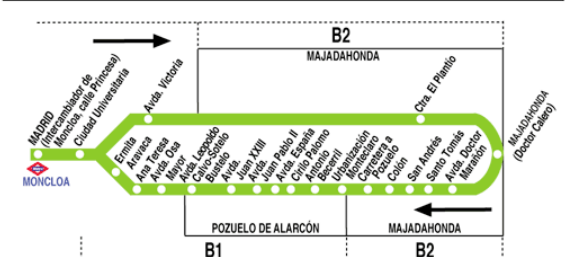 B2
MAJADAHONDA
MADRID
(Intercambiador de
Moncloa, calle Princesa)
Ciudad Universitaria
Avda. Victoria
Ctra. El Plantío
MAJADAHONDA
(Doctor Calero)
MONCLOA
Ermita
Aravaca
Ana Teresa
Avda. Osa
Mayor
Avda. Leopoldo
Calvo-Sotelo
Bustelo
Avda.
Juan XXIII
Avda.
Juan Pablo II
Avda. España
Cirilo Palomo
Antonio
Becerril
Urbanización
Monteclaro
Carretera a
Pozuelo
Colón
San Andrés
Santo Tomás
Avda. Doctor
Marañón
POZUELO DE ALARCÓN
MAJADAHONDA
B1
B2